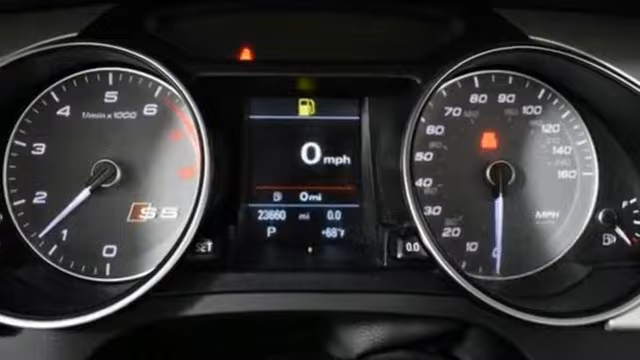 5
4
6
1/min x 1000
3
2
S5
1
0
0 mph
0 mi
23660 mi 0.0
P +68°F
SET
0.0
80 90
70 100
60 120
50 140
40 160
30
20 MPH
10
0